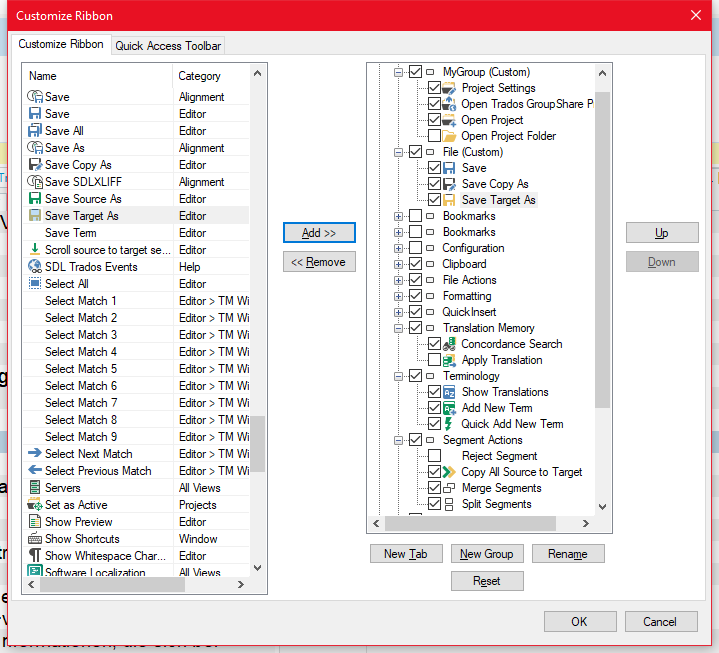 Customize Ribbon
Customize Ribbon
Quick Access Toolbar
Name Category
Save Alignment
Save Editor
Save All Editor
Save As Alignment
Save Copy As Editor
Save SDLXLIFF Alignment
Save Source As Editor
Save Target As Editor
Save Term Editor
Scroll source to target se... Editor
SDL Trados Events Help
Select All Editor
Select Match 1 Editor > TM Wi
Select Match 2 Editor > TM Wi
Select Match 3 Editor > TM Wi
Select Match 4 Editor > TM Wi
Select Match 5 Editor > TM Wi
Select Match 6 Editor > TM Wi
Select Match 7 Editor > TM Wi
Select Match 8 Editor > TM Wi
Select Match 9 Editor > TM Wi
Select Next Match Editor > TM Wi
Select Previous Match Editor > TM Wi
Servers All Views
Set as Active Projects
Show Preview Editor
Show Shortcuts Window
Show Whitespace Char... Editor
Software Localization All Views
Add >>
<< Remove
MyGroup (Custom)
Project Settings
Open Trados GroupShare P
Open Project
Open Project Folder
File (Custom)
Save
Save Copy As
Save Target As
Bookmarks
Bookmarks
Configuration
Clipboard
File Actions
Formatting
QuickInsert
Translation Memory
Concordance Search
Apply Translation
Terminology
Show Translations
Add New Term
Quick Add New Term
Segment Actions
Reject Segment
Copy All Source to Target
Merge Segments
Split Segments
Up
Down
New Tab
New Group
Rename
Reset
OK
Cancel